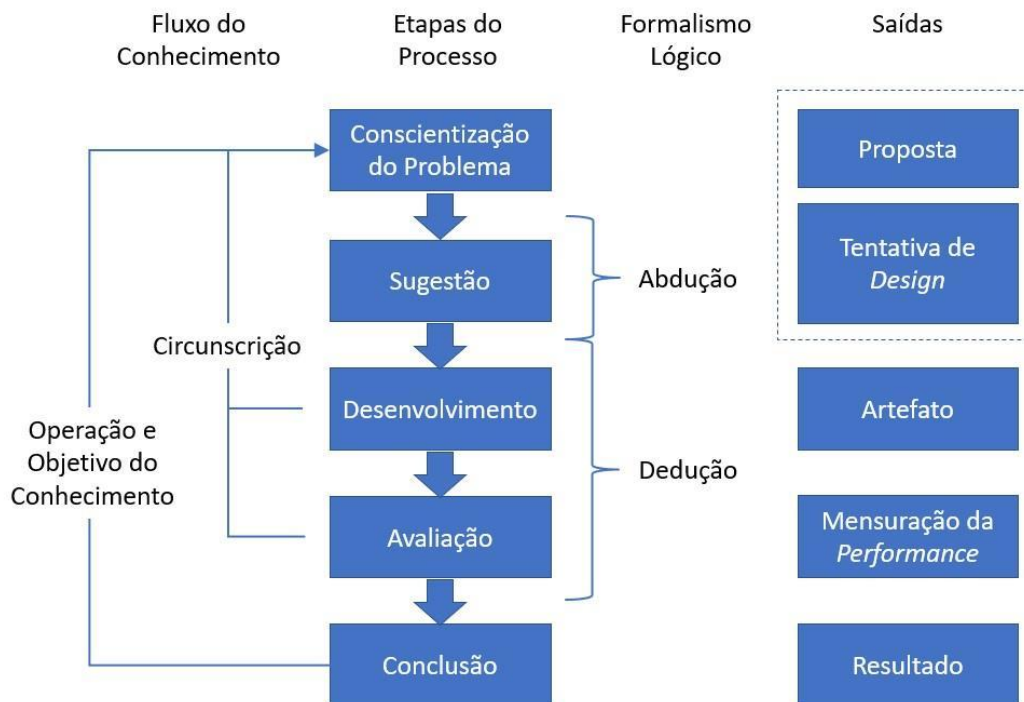 Fluxo do
Conhecimento
Etapas do
Processo
Formalismo
Lógico
Saídas
Conscientização
do Problema
Proposta
Sugestão
Abdução
Tentativa de
Design
Circunscrição
Desenvolvimento
Artefato
Operação e
Objetivo do
Conhecimento
Dedução
Avaliação
Mensuração da
Performance
Conclusão
Resultado